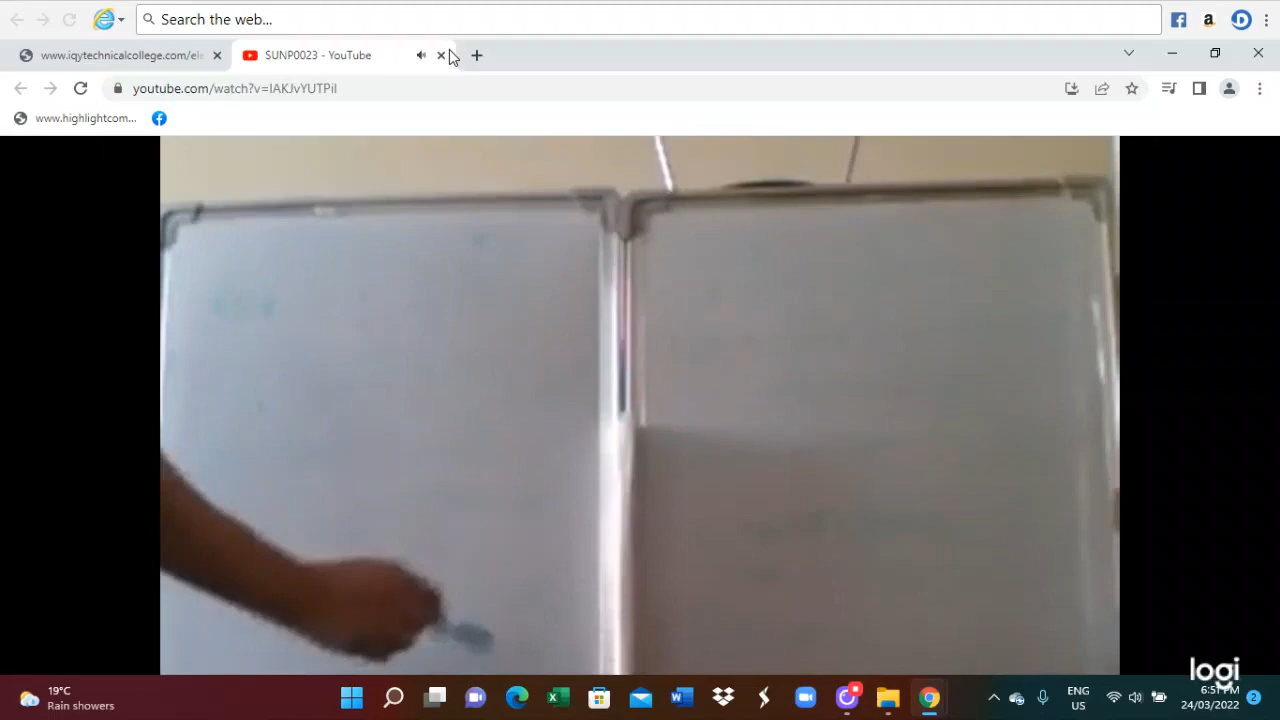 Search the web...
www.iqytechnicalcollege.com/ele
SUNP0023 - YouTube
youtube.com/watch?v=IAKJvYUTPiI
www.highlightcom...
logi
19°C
Rain showers
ENG
US
6:51 PM
24/03/2022
2